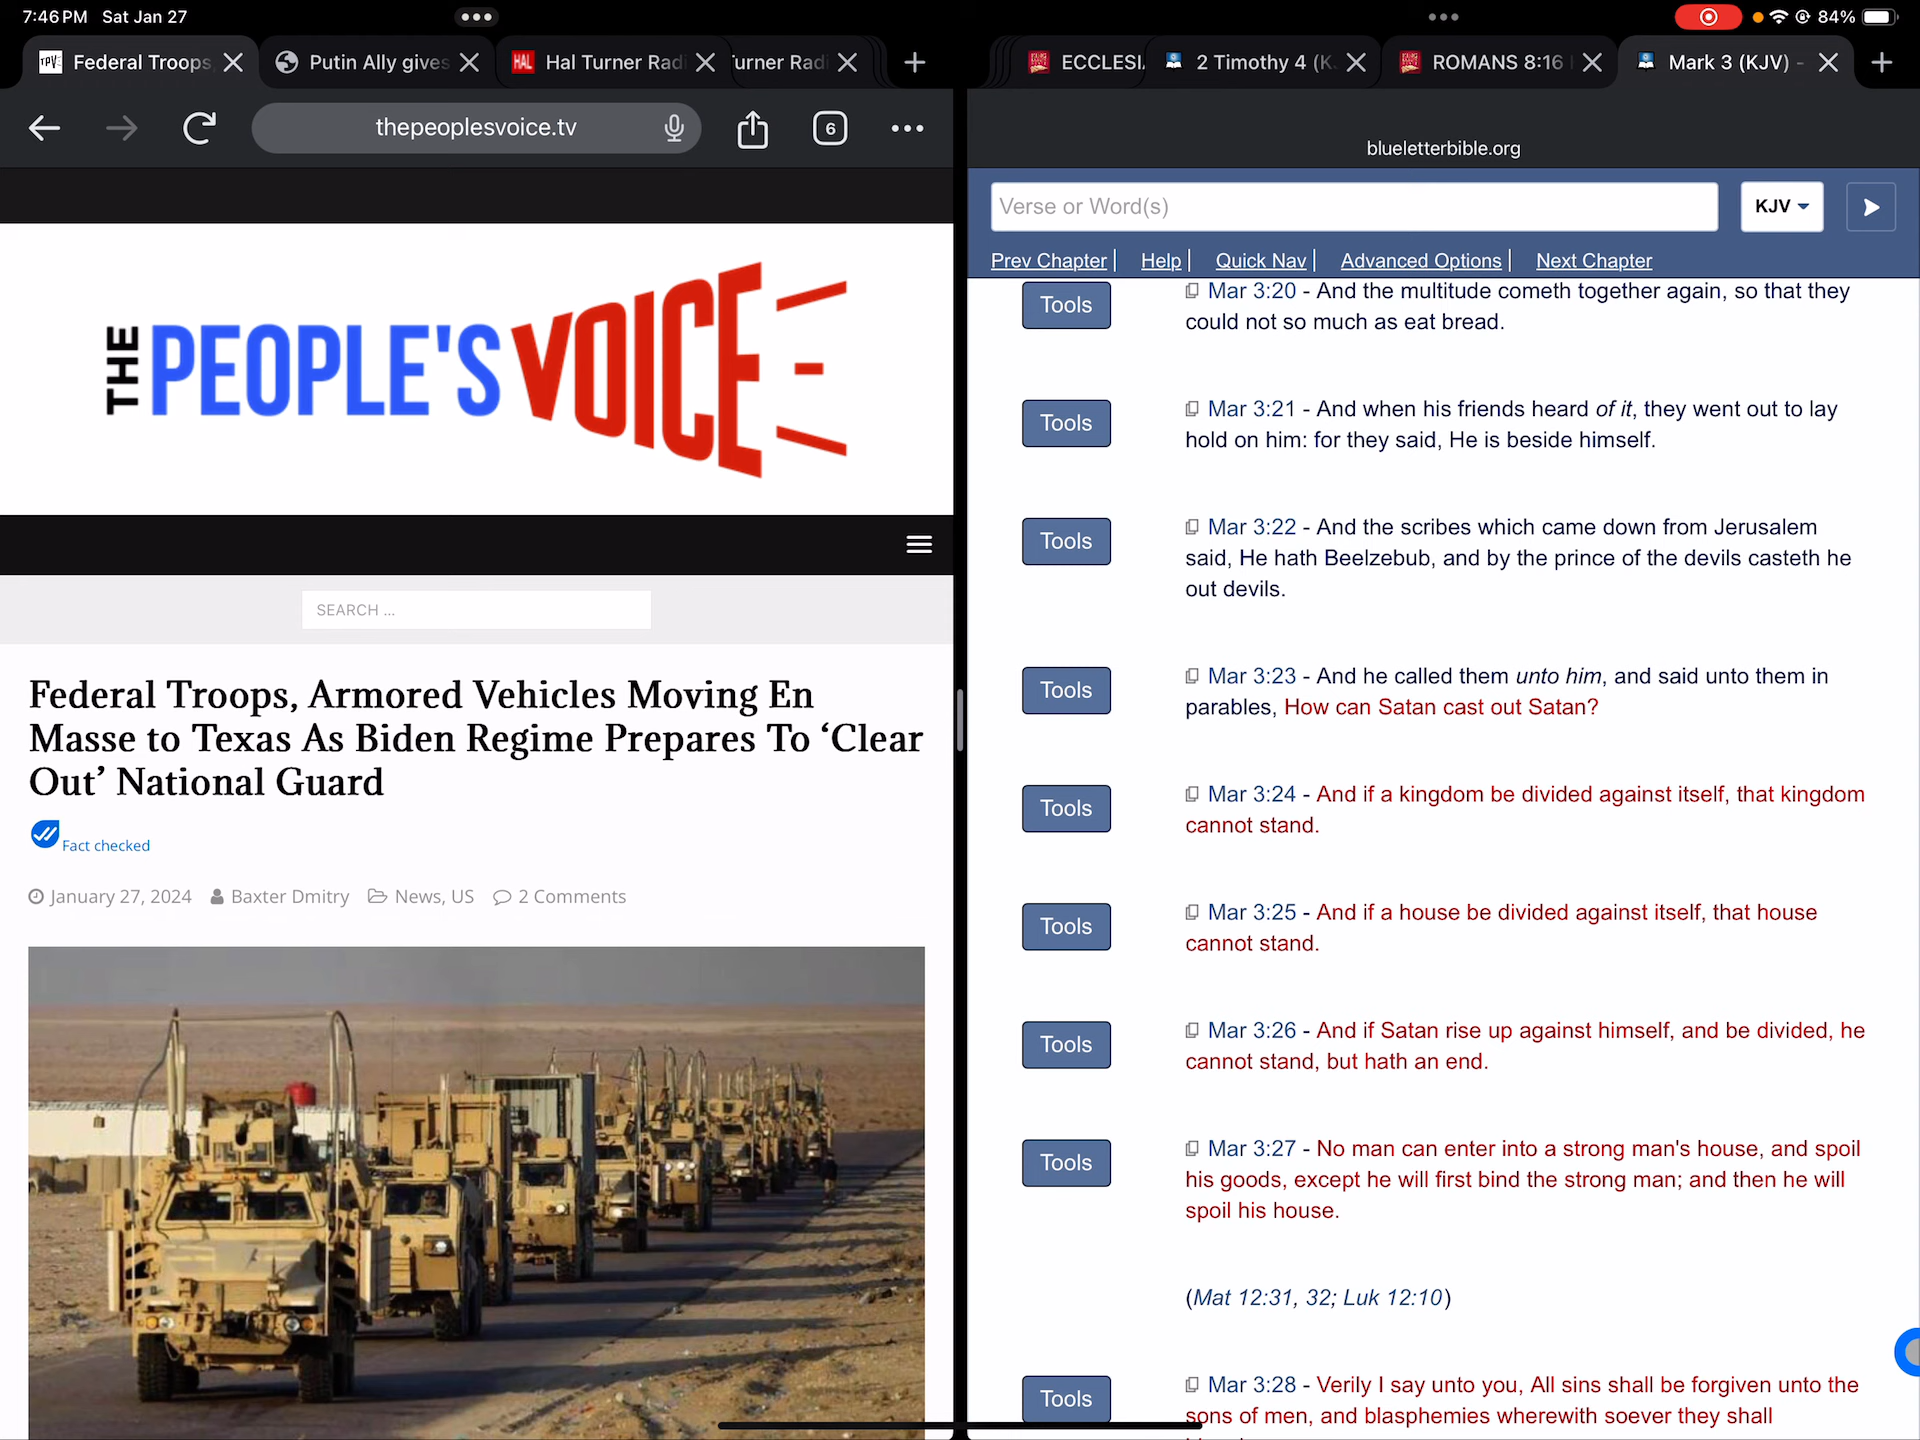 7:46 PM Sat Jan 27
84%
Federal Troops
Putin Ally gives
HAL
Hal Turner Rad
urner Rad
ECCLESI
2 Timothy 4 (K
ROMANS 8:16
Mark 3 (KJV) -
thepeoplesvoice.tv
6
THE PEOPLE'S VOICE
SEARCH ...
Federal Troops, Armored Vehicles Moving En
Masse to Texas As Biden Regime Prepares To ‘Clear
Out’ National Guard
Fact checked
January 27, 2024 Baxter Dmitry News, US 2 Comments
blueletterbible.org
Verse or Word(s)
KJV
Prev Chapter | Help | Quick Nav | Advanced Options | Next Chapter
Tools
Mar 3:20 - And the multitude cometh together again, so that they
could not so much as eat bread.
Tools
Mar 3:21 - And when his friends heard of it, they went out to lay
hold on him: for they said, He is beside himself.
Tools
Mar 3:22 - And the scribes which came down from Jerusalem
said, He hath Beelzebub, and by the prince of the devils casteth he
out devils.
Tools
Mar 3:23 - And he called them unto him, and said unto them in
parables, How can Satan cast out Satan?
Tools
Mar 3:24 - And if a kingdom be divided against itself, that kingdom
cannot stand.
Tools
Mar 3:25 - And if a house be divided against itself, that house
cannot stand.
Tools
Mar 3:26 - And if Satan rise up against himself, and be divided, he
cannot stand, but hath an end.
Tools
Mar 3:27 - No man can enter into a strong man's house, and spoil
his goods, except he will first bind the strong man; and then he will
spoil his house.
(Mat 12:31, 32; Luk 12:10)
Tools
Mar 3:28 - Verily I say unto you, All sins shall be forgiven unto the
sons of men, and blasphemies wherewith soever they shall